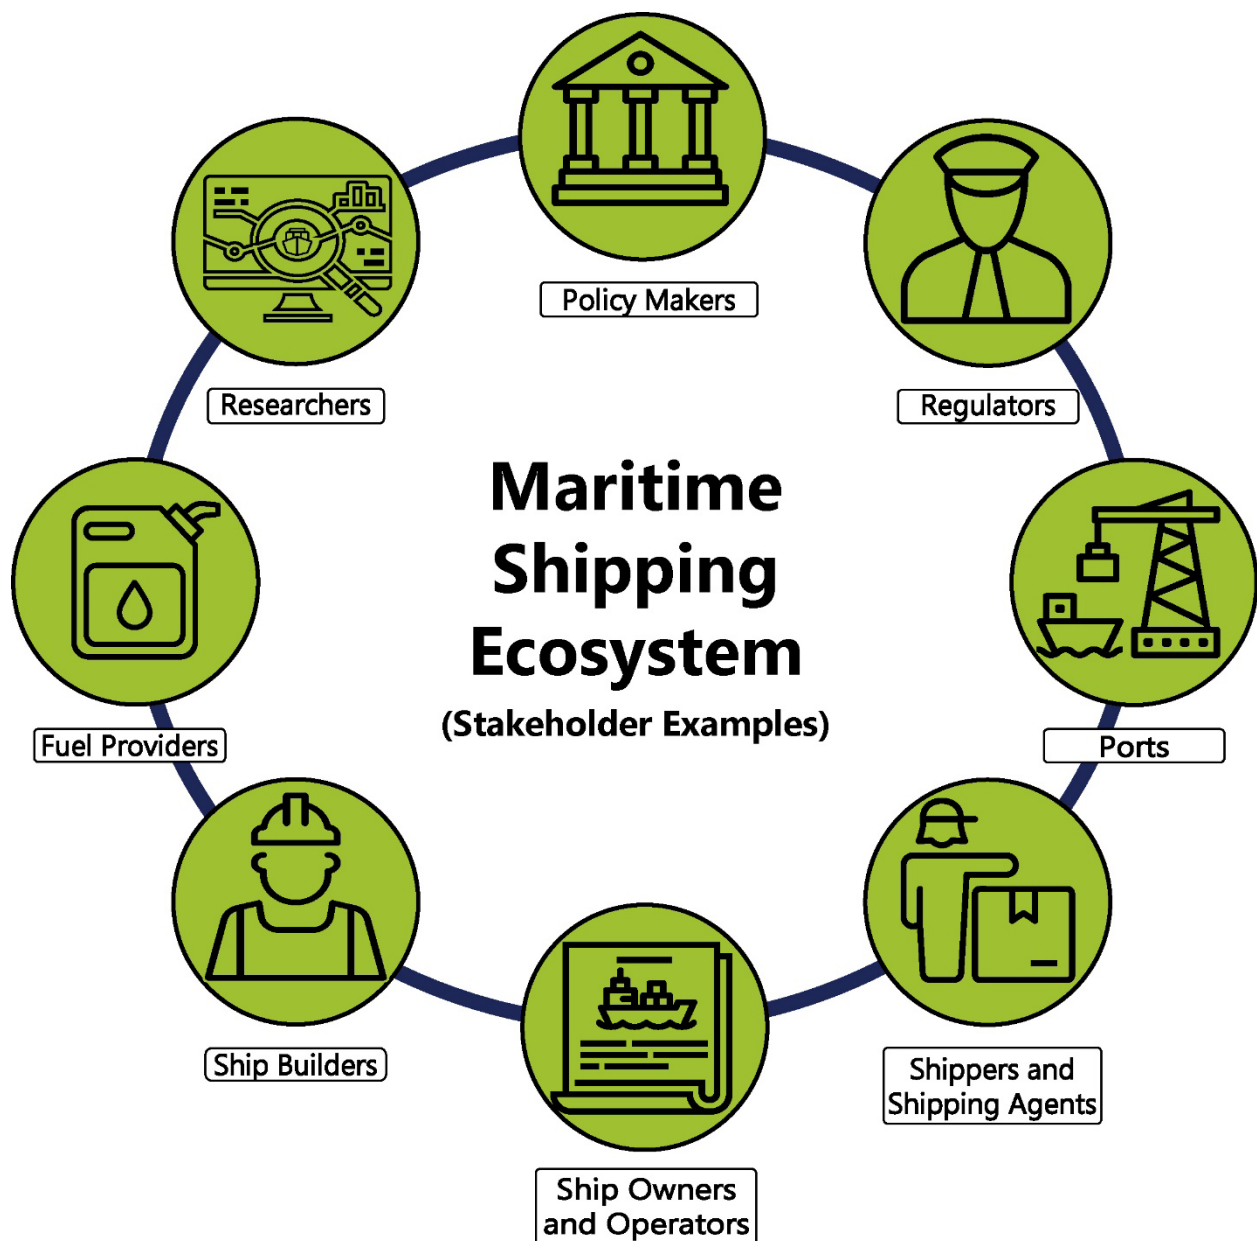 Policy Makers
Researchers
Regulators
Maritime
Shipping
Ecosystem
(Stakeholder Examples)
Fuel Providers
Ports
Ship Builders
Shippers and
Shipping Agents
Ship Owners
and Operators